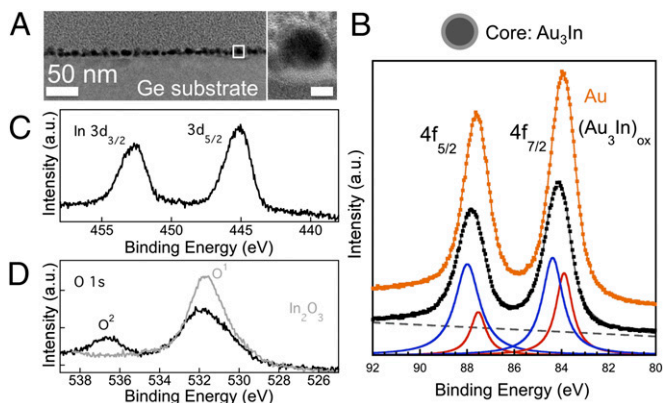 A
50 nm
Ge substrate
B
Core: Au₃In
Au
(Au₃In)ox
4f5/2
4f7/2
Intensity (a.u.)
92 90 88 86 84 82 80
Binding Energy (eV)
C
In 3d3/2
3d5/2
Intensity (a.u.)
455 450 445 440
Binding Energy (eV)
D
O 1s
O¹
In₂O₃
O²
Intensity (a.u.)
538 536 534 532 530 528 526
Binding Energy (eV)